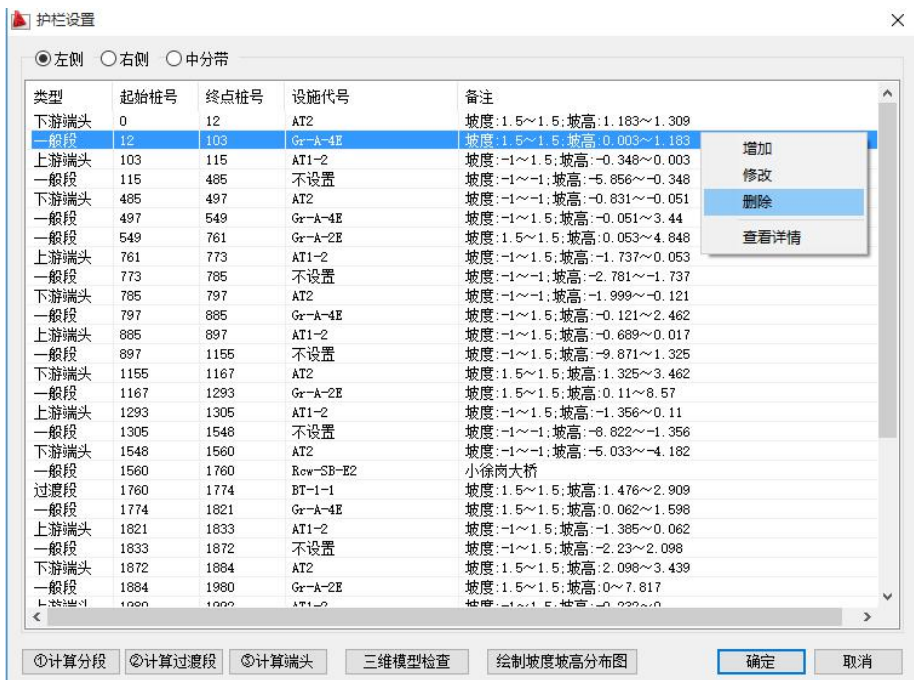 护栏设置
左侧 右侧 中分带
类型 起始桩号 终点桩号 设施代号 备注
下游端头 0 12 AT2 坡度:1.5～1.5;坡高:1.183～1.309
一般段 12 103 Gr-A-4E 坡度:1.5～1.5;坡高:0.003～1.183
上游端头 103 115 AT1-2 坡度:-1～1.5;坡高:-0.348～0.003
一般段 115 485 不设置 坡度:-1～-1;坡高:-5.856～-0.348
下游端头 485 497 AT2 坡度:-1～-1;坡高:-0.831～-0.051
一般段 497 549 Gr-A-4E 坡度:-1～1.5;坡高:-0.051～3.44
一般段 549 761 Gr-A-2E 坡度:1.5～1.5;坡高:0.053～4.848
上游端头 761 773 AT1-2 坡度:-1～1.5;坡高:-1.737～0.053
一般段 773 785 不设置 坡度:-1～-1;坡高:-2.781～-1.737
下游端头 785 797 AT2 坡度:-1～-1;坡高:-1.999～-0.121
一般段 797 885 Gr-A-4E 坡度:-1～1.5;坡高:-0.121～2.462
上游端头 885 897 AT1-2 坡度:-1～1.5;坡高:-0.689～0.017
一般段 897 1155 不设置 坡度:-1～1.5;坡高:-9.871～1.325
下游端头 1155 1167 AT2 坡度:1.5～1.5;坡高:1.325～3.462
一般段 1167 1293 Gr-A-2E 坡度:1.5～1.5;坡高:0.11～8.57
上游端头 1293 1305 AT1-2 坡度:-1～1.5;坡高:-1.356～0.11
一般段 1305 1548 不设置 坡度:-1～-1;坡高:-8.822～-1.356
下游端头 1548 1560 AT2 坡度:-1～-1;坡高:-5.033～-4.182
一般段 1560 1760 Rcw-SB-E2 小徐岗大桥
过渡段 1760 1774 BT-1-1 坡度:1.5～1.5;坡高:1.476～2.909
一般段 1774 1821 Gr-A-4E 坡度:1.5～1.5;坡高:0.062～1.598
上游端头 1821 1833 AT1-2 坡度:-1～1.5;坡高:-1.385～0.062
一般段 1833 1872 不设置 坡度:-1～1.5;坡高:-2.23～2.098
下游端头 1872 1884 AT2 坡度:1.5～1.5;坡高:2.098～3.439
一般段 1884 1980 Gr-A-2E 坡度:1.5～1.5;坡高:0～7.817
上游端头 1980 1992 AT1-2 坡度:-1～1.5;坡高:-0.232～0
增加
修改
删除
查看详情
①计算分段 ②计算过渡段 ③计算端头 三维模型检查 绘制坡度坡高分布图 确定 取消